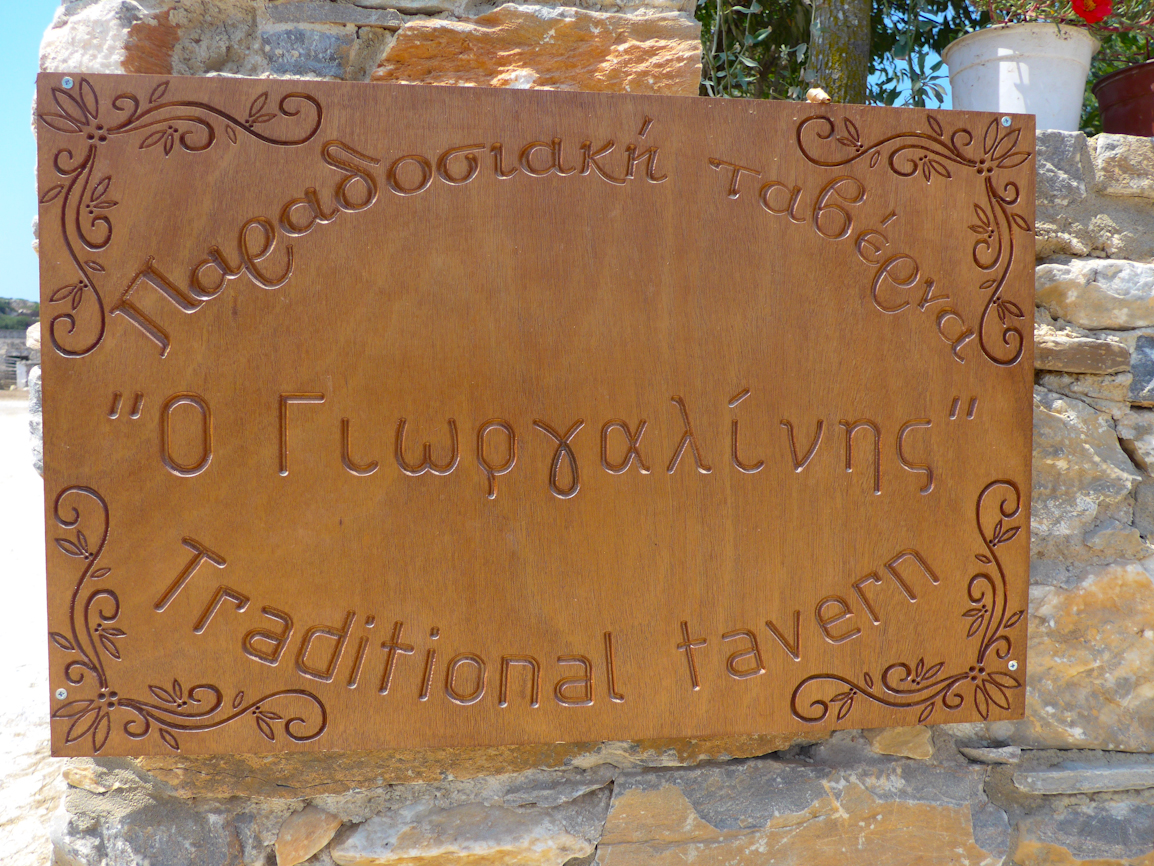 Παραδοσιακή ταβέρνα
"Ο Γιωργαλίνης"
Traditional tavern